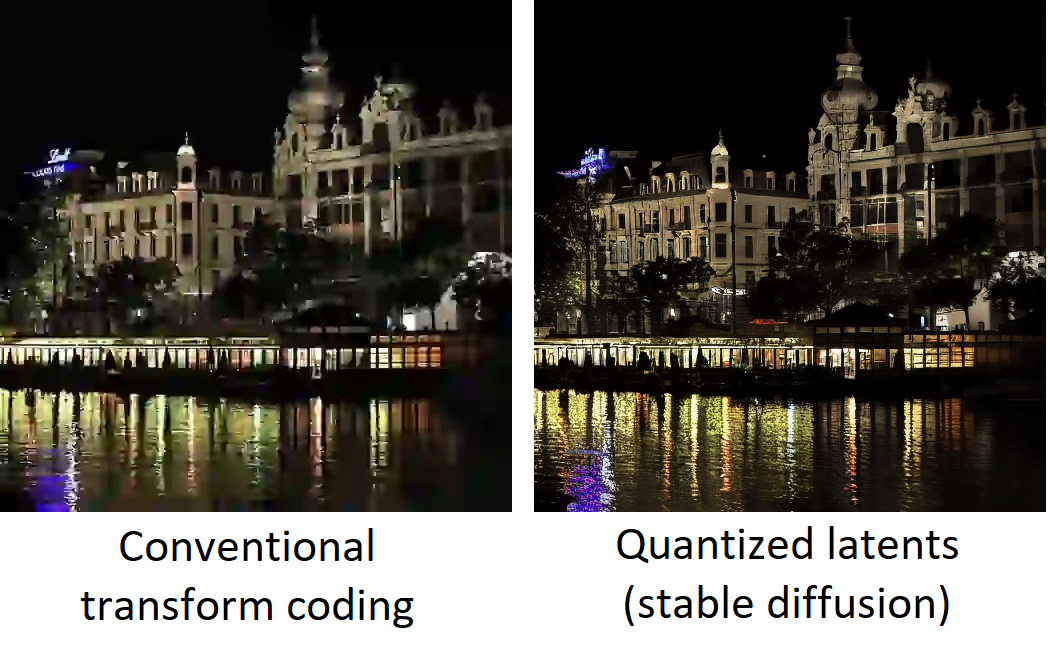 Conventional
transform coding
Quantized latents
(stable diffusion)